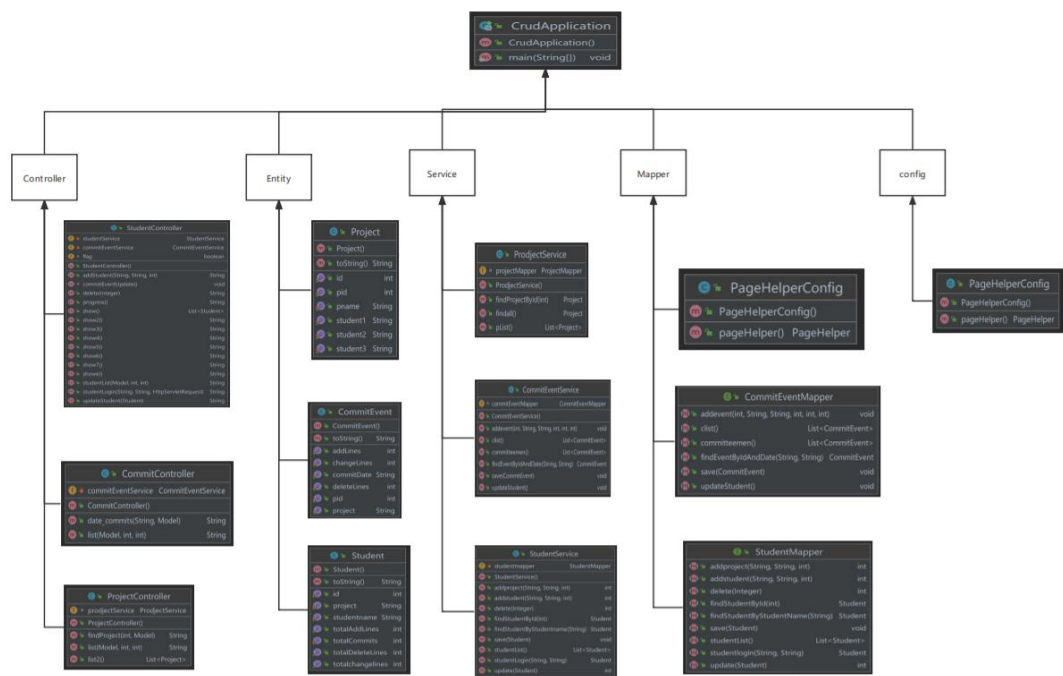 CrudApplication
CrudApplication()
main(String[]) void
Controller
Entity
Service
Mapper
config
StudentController
studentService StudentService
commitEventService CommitEventService
flag boolean
StudentController()
addStudent(String, String, int) String
commitEventUpdate() void
delete(Integer) String
progress() String
show() List<Student>
show2() String
show3() String
show4() String
show5() String
show6() String
show7() String
showe() String
studentList(Model, int, int) String
studentLogin(String, String, HttpServletRequest) String
updateStudent(Student) String
CommitController
commitEventService CommitEventService
CommitController()
date_commits(String, Model) String
list(Model, int, int) String
ProjectController
prodjectService ProdjectService
ProjectController()
findProject(int, Model) String
list(Model, int, int) String
list2() List<Project>
Project
Project()
toString() String
id int
pid int
pname String
student1 String
student2 String
student3 String
CommitEvent
CommitEvent()
toString() String
addLines int
changeLines int
commitDate String
deleteLines int
pid int
project String
Student
Student()
toString() String
id int
project String
studentname String
totalAddLines int
totalCommits int
totalDeleteLines int
totalchangelines int
ProdjectService
projectMapper ProjectMapper
ProdjectService()
findProjectById(int) Project
findall() Project
pList() List<Project>
CommitEventService
commitEventMapper CommitEventMapper
CommitEventService()
addevent(int, String, String, int, int, int) void
clist() List<CommitEvent>
committeemen() List<CommitEvent>
findEventByIdAndDate(String, String) CommitEvent
save(CommitEvent) void
updateStudent() void
StudentService
studentmapper StudentMapper
StudentService()
addproject(String, String, int) int
addstudent(String, String, int) int
delete(Integer) int
findStudentById(int) Student
findStudentByStudentname(String) Student
save(Student) void
studentList() List<Student>
studentLogin(String, String) Student
update(Student) int
PageHelperConfig
PageHelperConfig()
pageHelper() PageHelper
CommitEventMapper
addevent(int, String, String, int, int, int) void
clist() List<CommitEvent>
committeemen() List<CommitEvent>
findEventByIdAndDate(String, String) CommitEvent
save(CommitEvent) void
updateStudent() void
StudentMapper
addproject(String, String, int) int
addstudent(String, String, int) int
delete(Integer) int
findStudentById(int) Student
findStudentByStudentName(String) Student
save(Student) void
studentList() List<Student>
studentlogin(String, String) Student
update(Student) int
PageHelperConfig
PageHelperConfig()
pageHelper() PageHelper